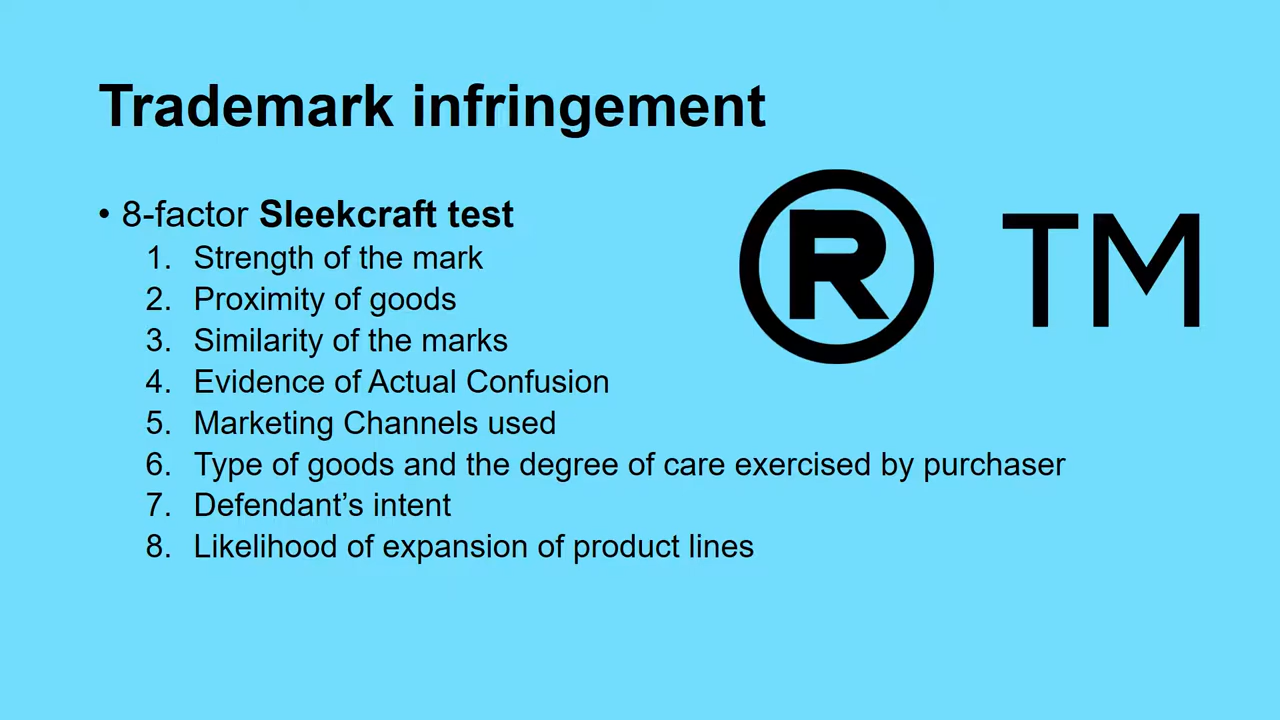 Trademark infringement
• 8-factor Sleekcraft test
1. Strength of the mark
2. Proximity of goods
3. Similarity of the marks
4. Evidence of Actual Confusion
5. Marketing Channels used
6. Type of goods and the degree of care exercised by purchaser
7. Defendant’s intent
8. Likelihood of expansion of product lines
® TM